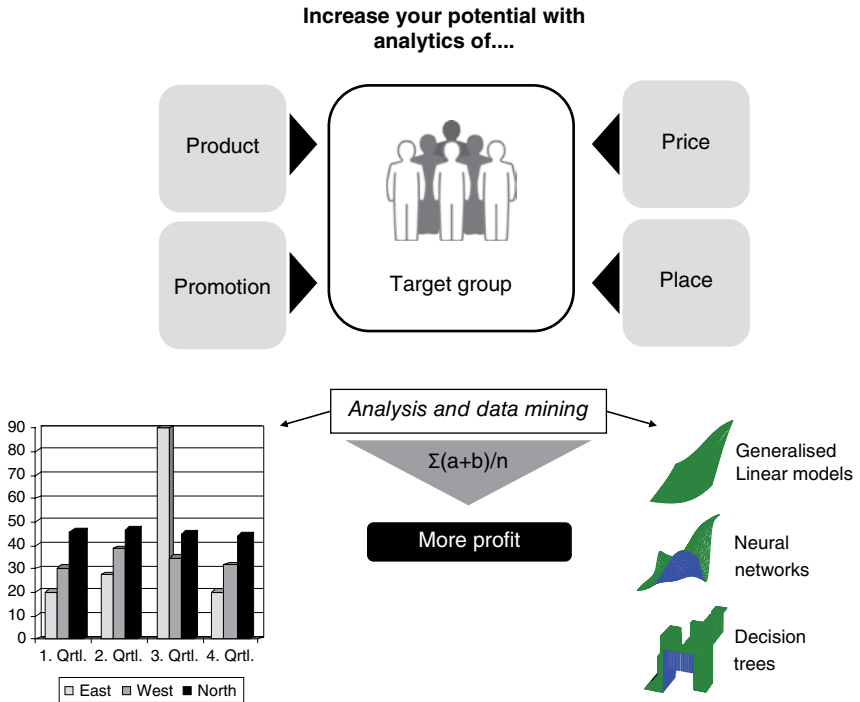 Increase your potential with
analytics of....
Product
Price
Promotion
Target group
Place
Analysis and data mining
Σ(a+b)/n
More profit
90
80
70
60
50
40
30
20
10
0
1. Qrtl. 2. Qrtl. 3. Qrtl. 4. Qrtl.
East West North
Generalised
Linear models
Neural
networks
Decision
trees